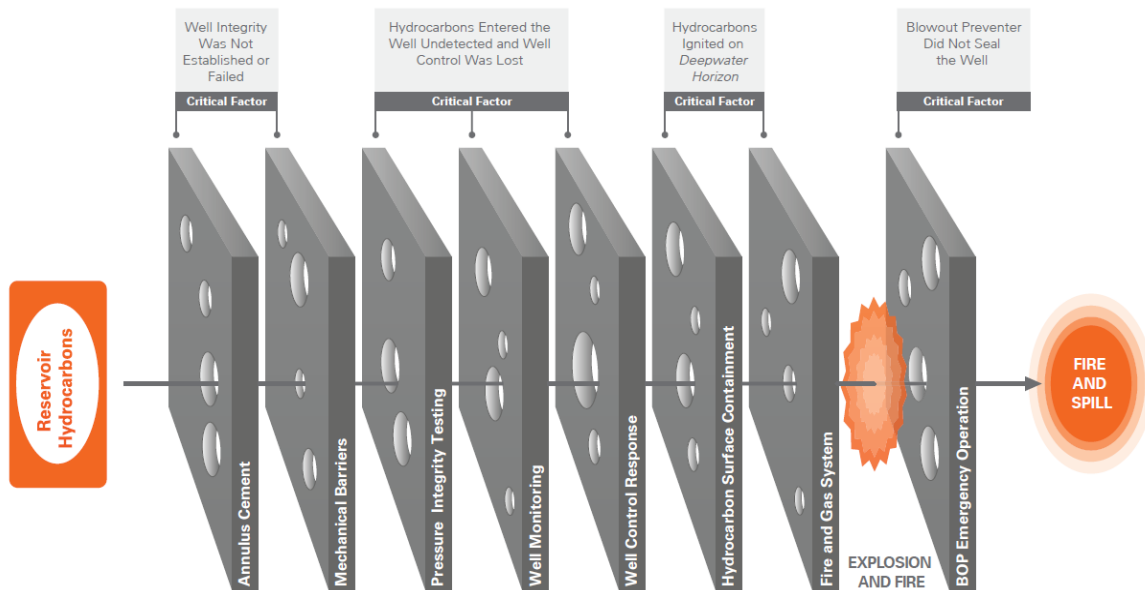 Well Integrity
Was Not
Established or
Failed
Critical Factor
Hydrocarbons Entered the
Well Undetected and Well
Control Was Lost
Critical Factor
Hydrocarbons
Ignited on
Deepwater
Horizon
Critical Factor
Blowout Preventer
Did Not Seal
the Well
Critical Factor
Reservoir
Hydrocarbons
Annulus Cement
Mechanical Barriers
Pressure Integrity Testing
Well Monitoring
Well Control Response
Hydrocarbon Surface Containment
Fire and Gas System
EXPLOSION
AND FIRE
BOP Emergency Operation
FIRE
AND
SPILL